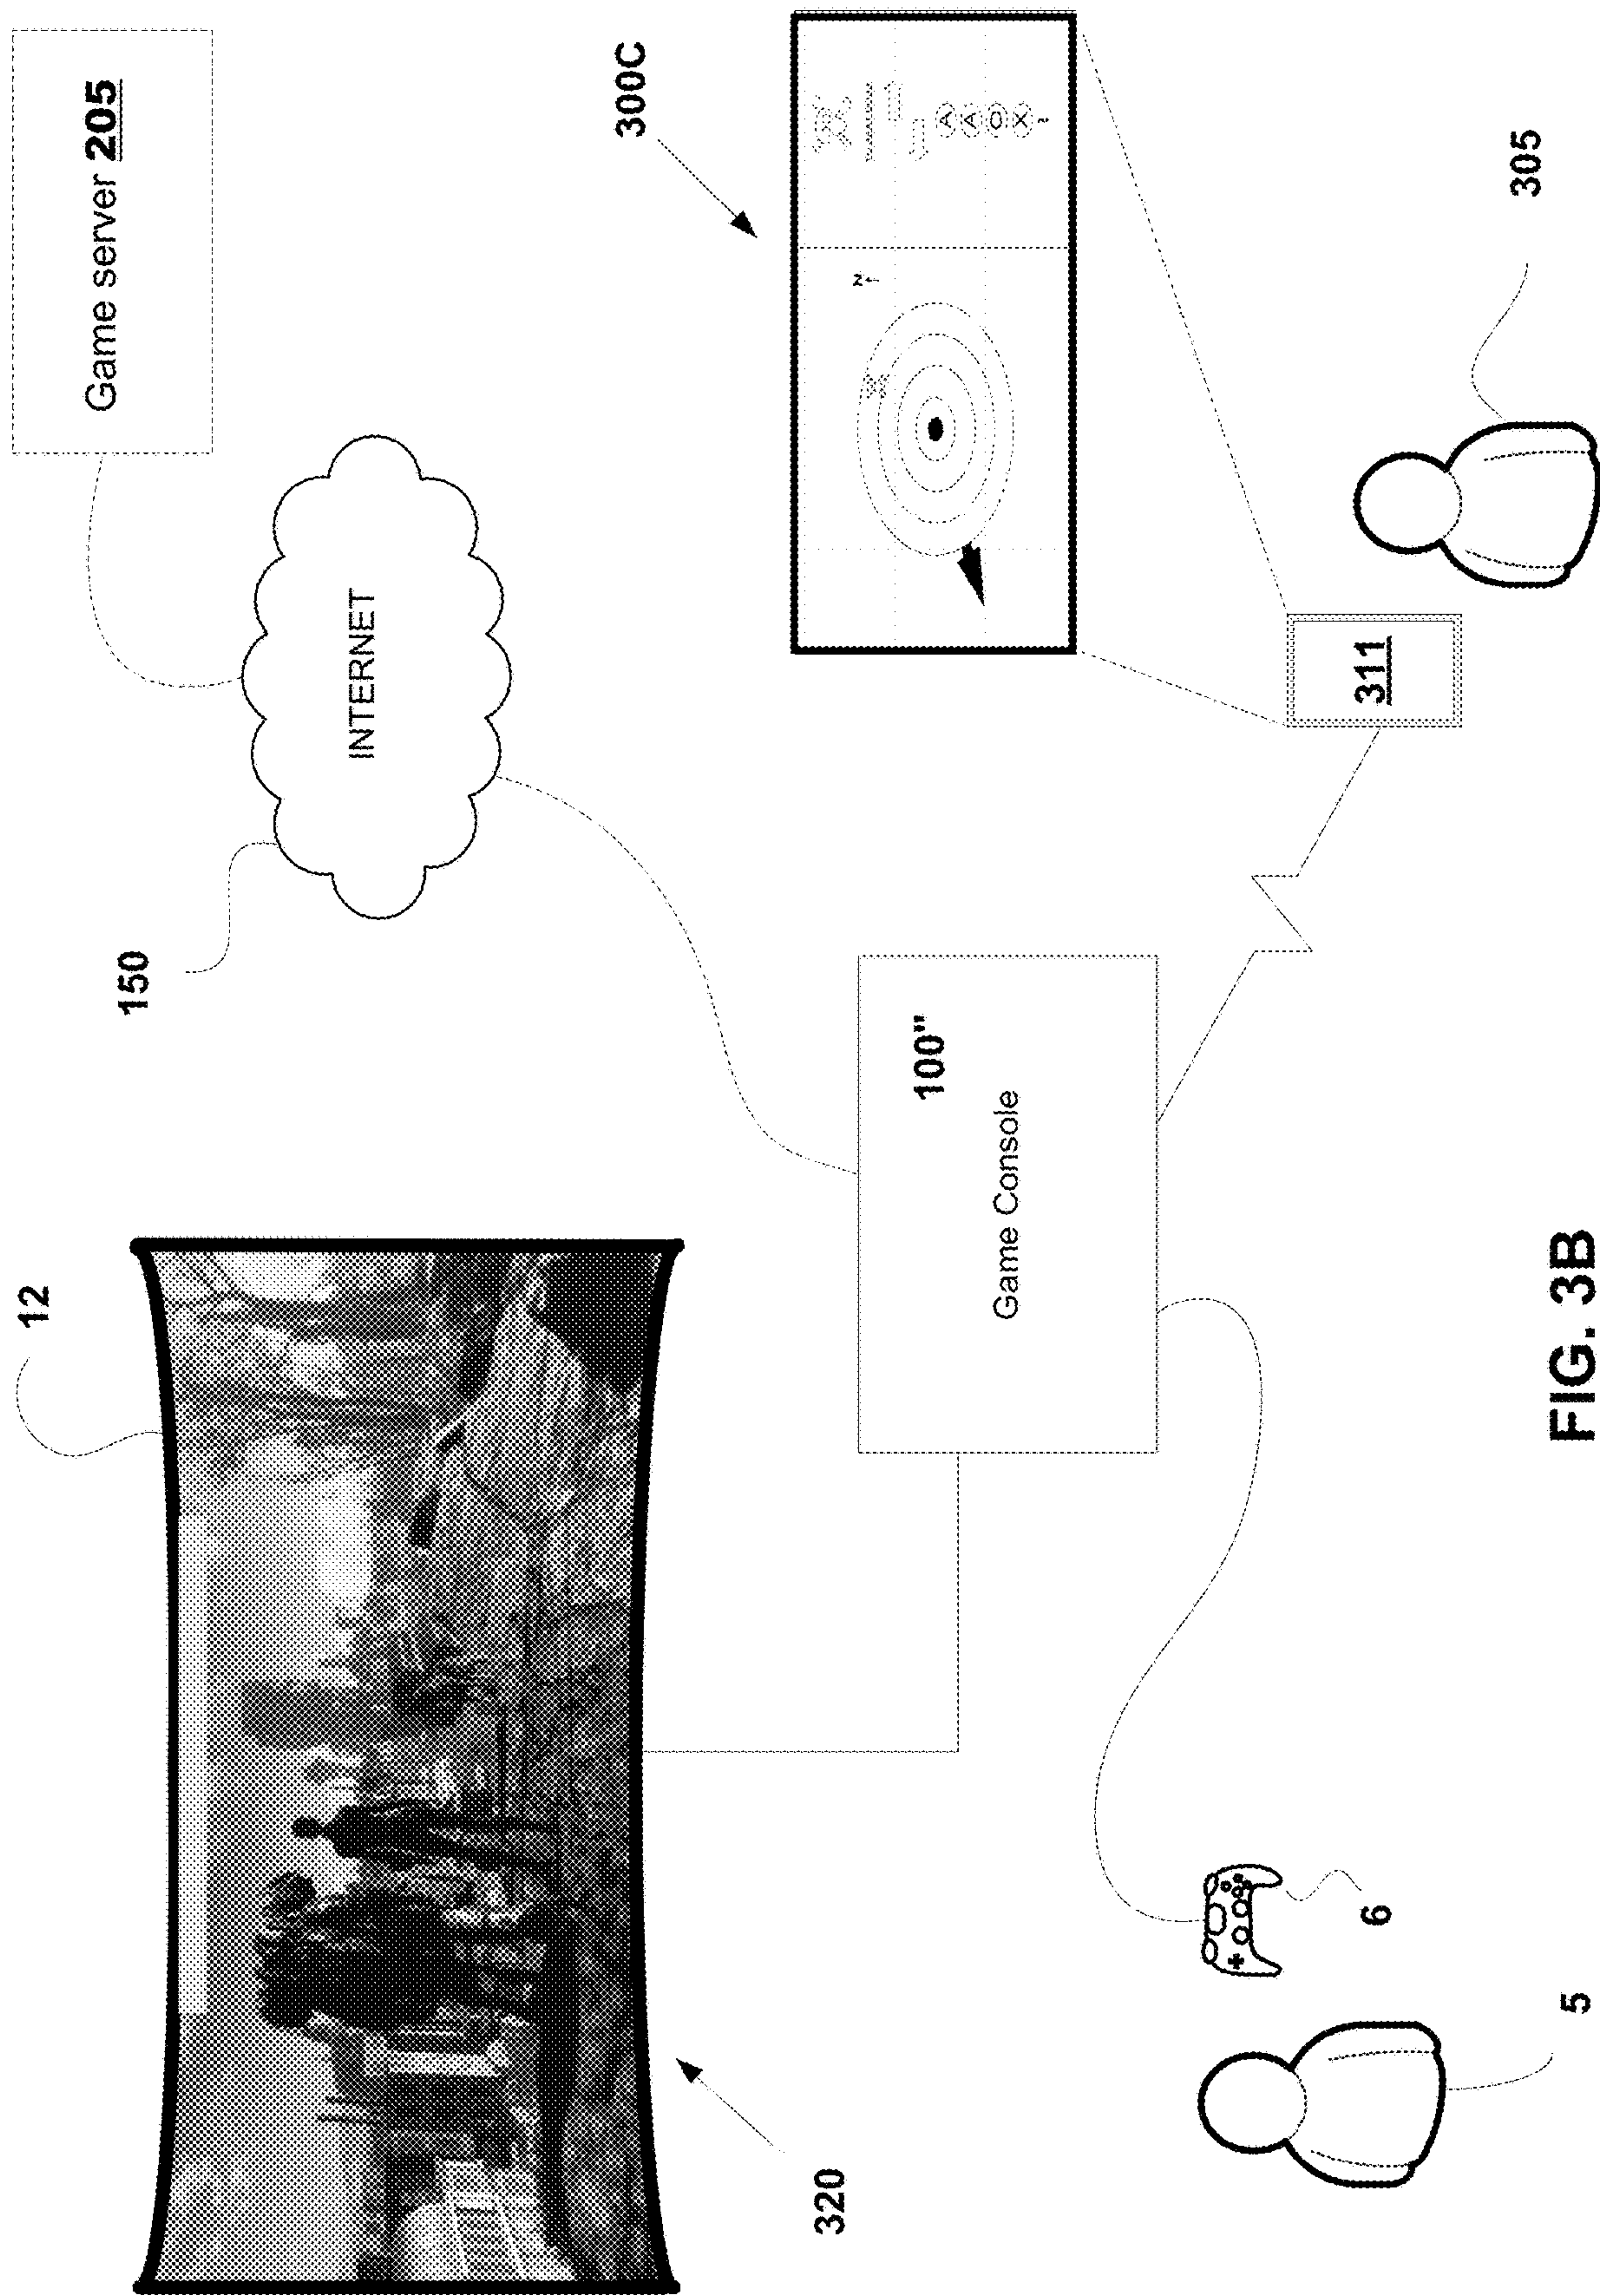 12
150
Game server 205
INTERNET
300C
N
A
A
O
X
320
100"
Game Console
311
305
6
5
FIG. 3B